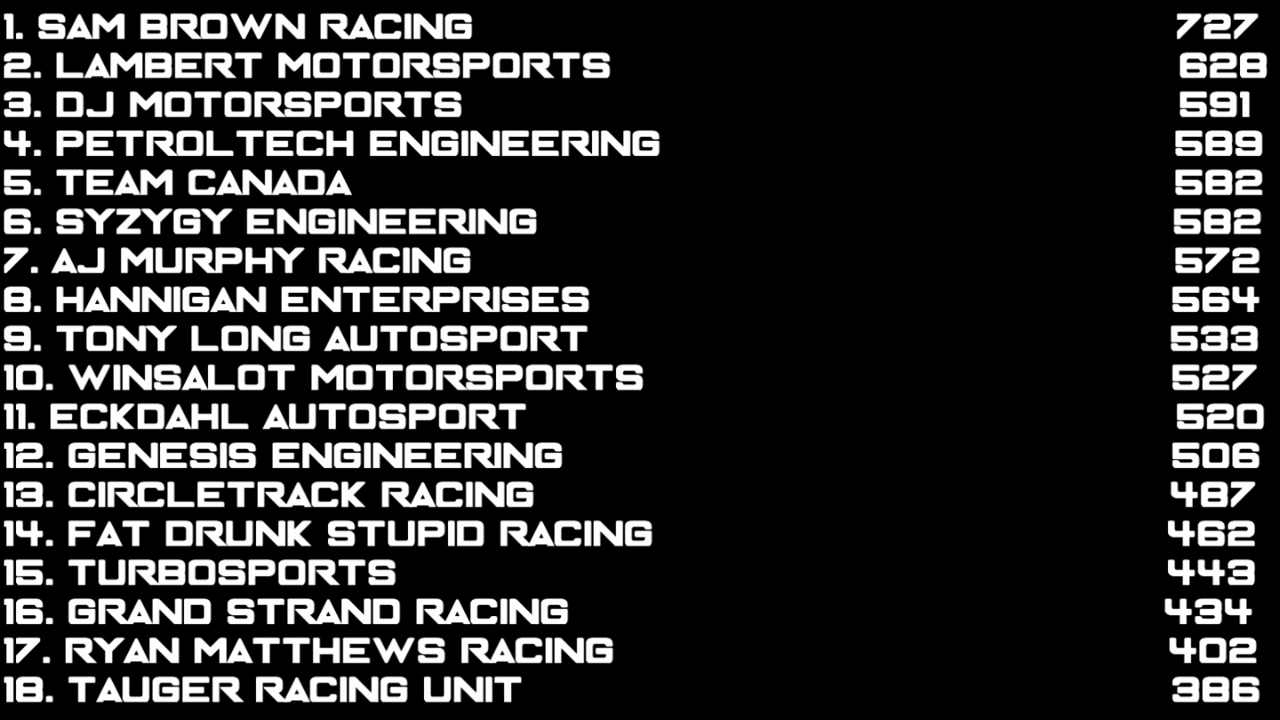 1. SAM BROWN RACING 727
2. LAMBERT MOTORSPORTS 628
3. DJ MOTORSPORTS 591
4. PETROLTECH ENGINEERING 589
5. TEAM CANADA 582
6. SYZYGY ENGINEERING 582
7. AJ MURPHY RACING 572
8. HANNIGAN ENTERPRISES 564
9. TONY LONG AUTOSPORT 533
10. WINSALOT MOTORSPORTS 527
11. ECKDAHL AUTOSPORT 520
12. GENESIS ENGINEERING 506
13. CIRCLETRACK RACING 487
14. FAT DRUNK STUPID RACING 462
15. TURBOSPORTS 443
16. GRAND STRAND RACING 434
17. RYAN MATTHEWS RACING 402
18. TAUGER RACING UNIT 386